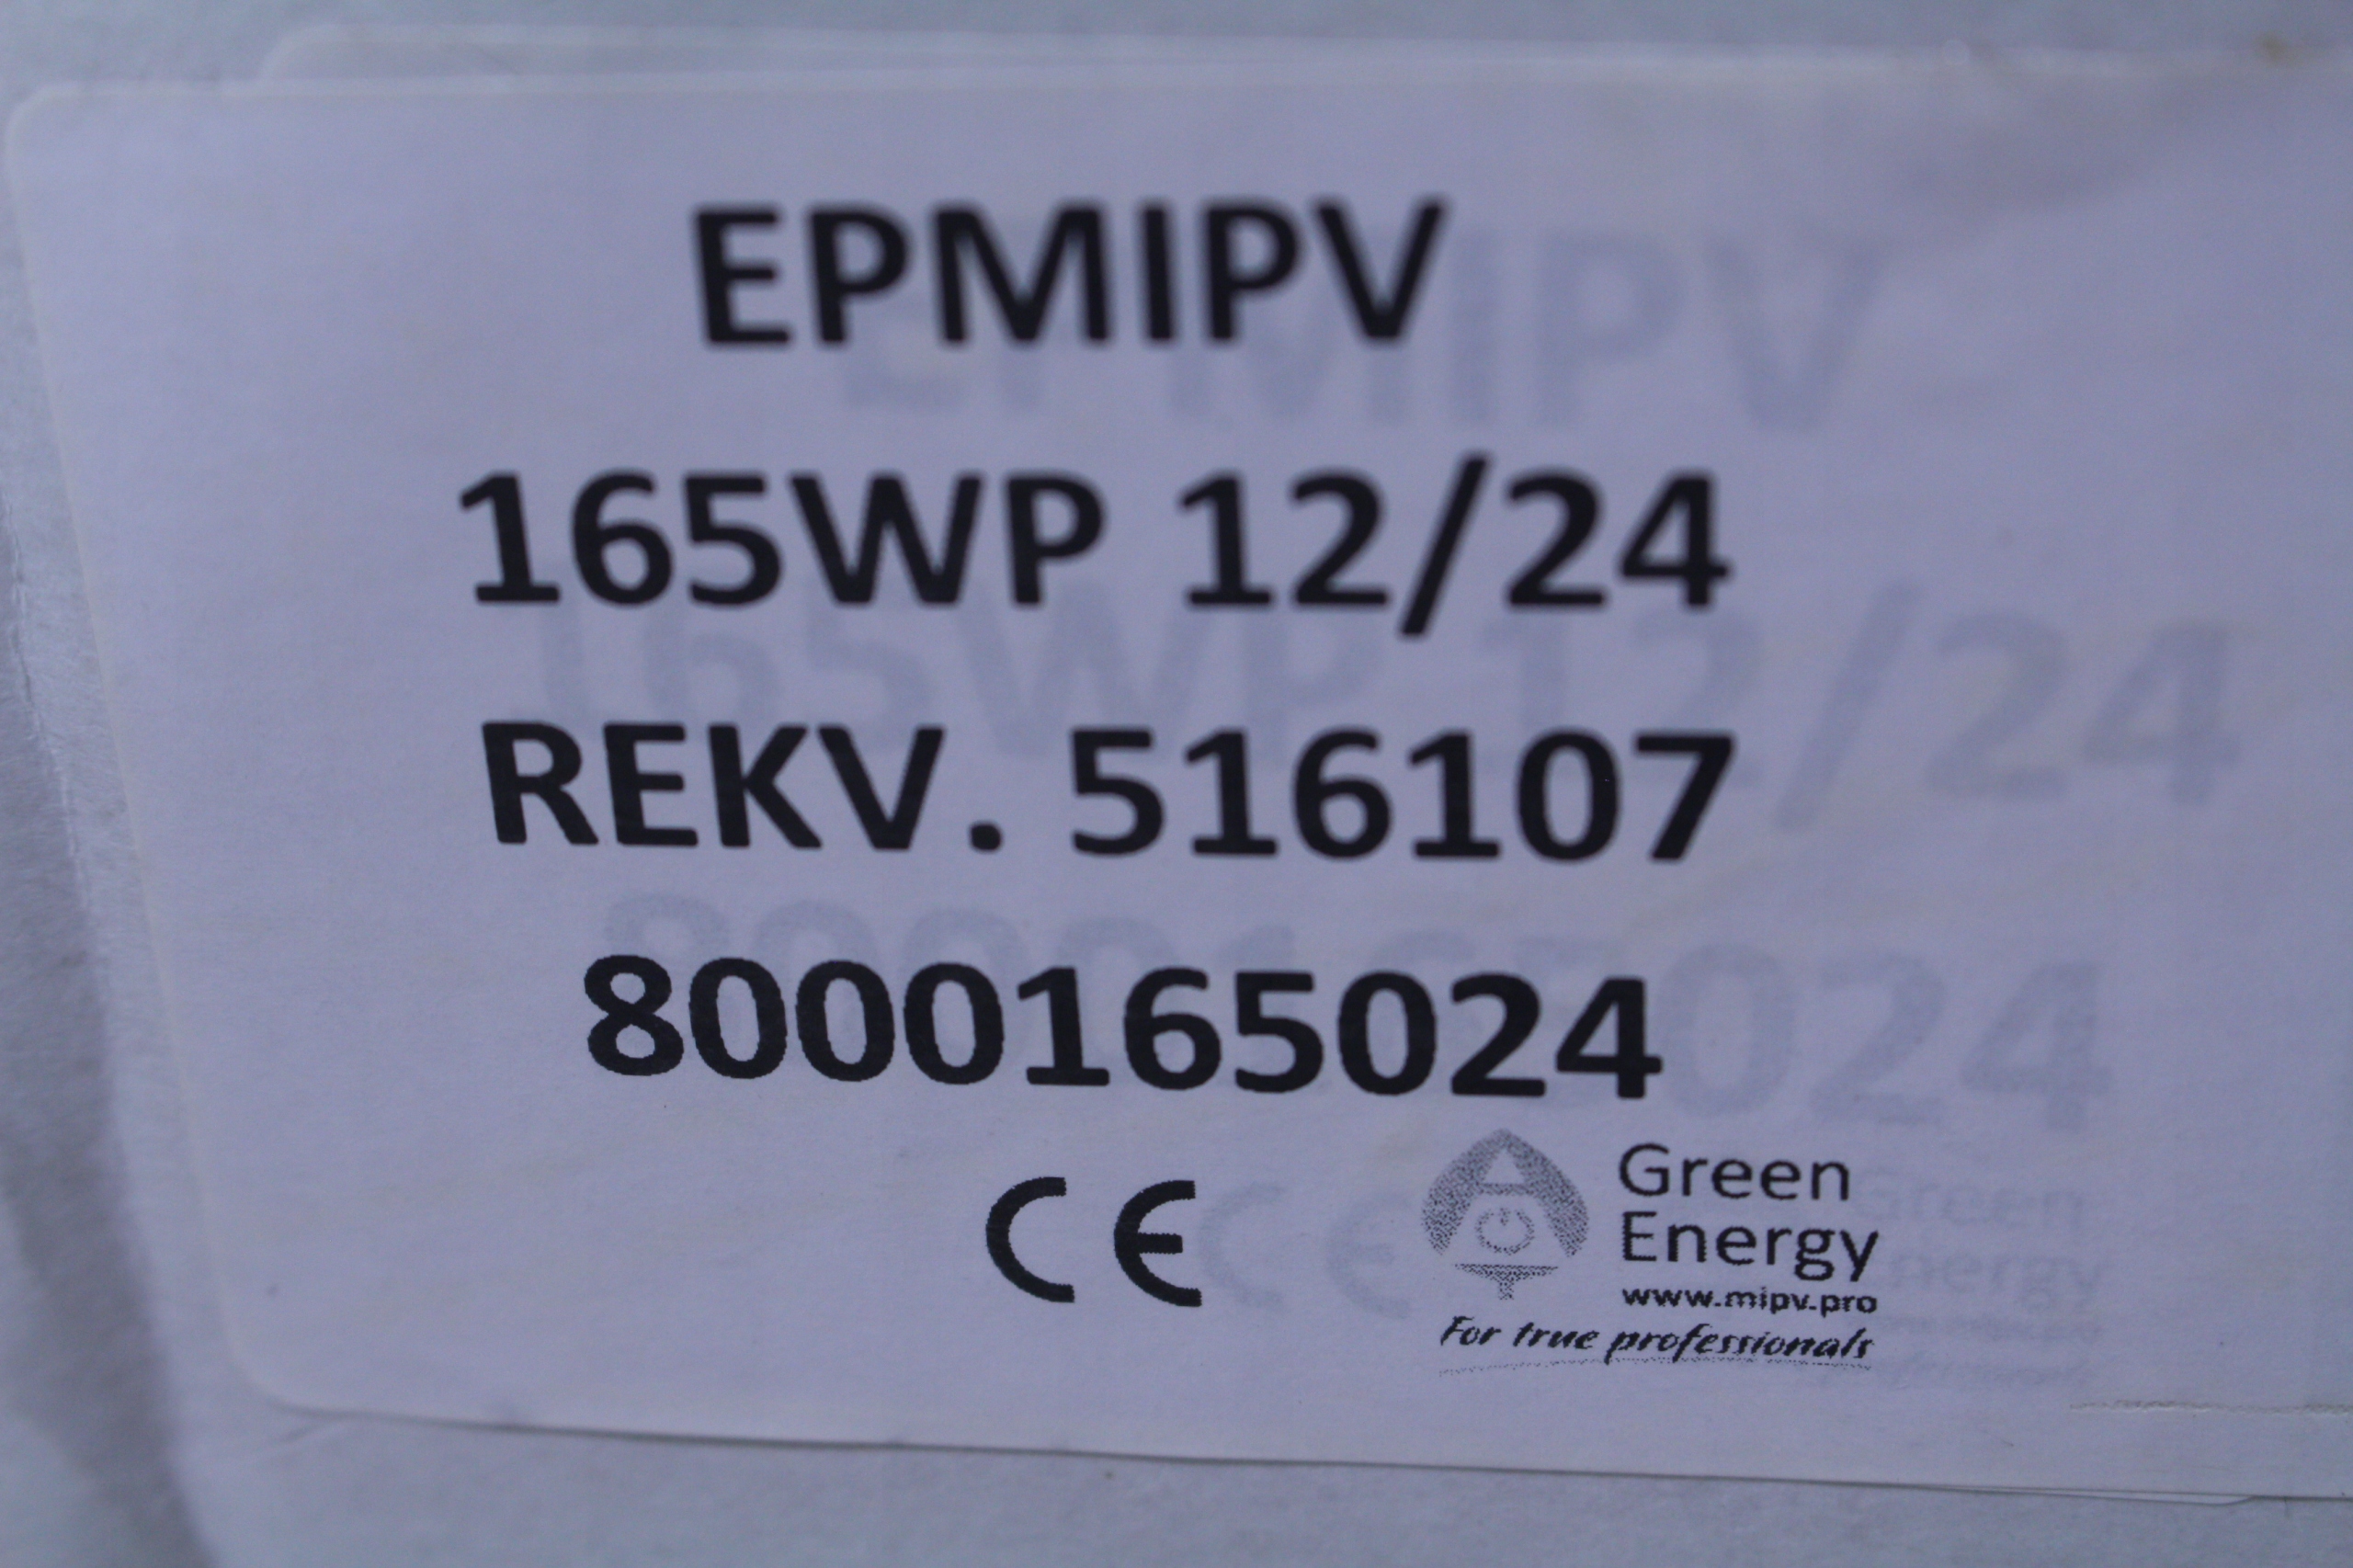 EPMIPV
165WP 12/24
REKV. 516107
8000165024
CE
Green
Energy
www.mipv.pro
For true professionals